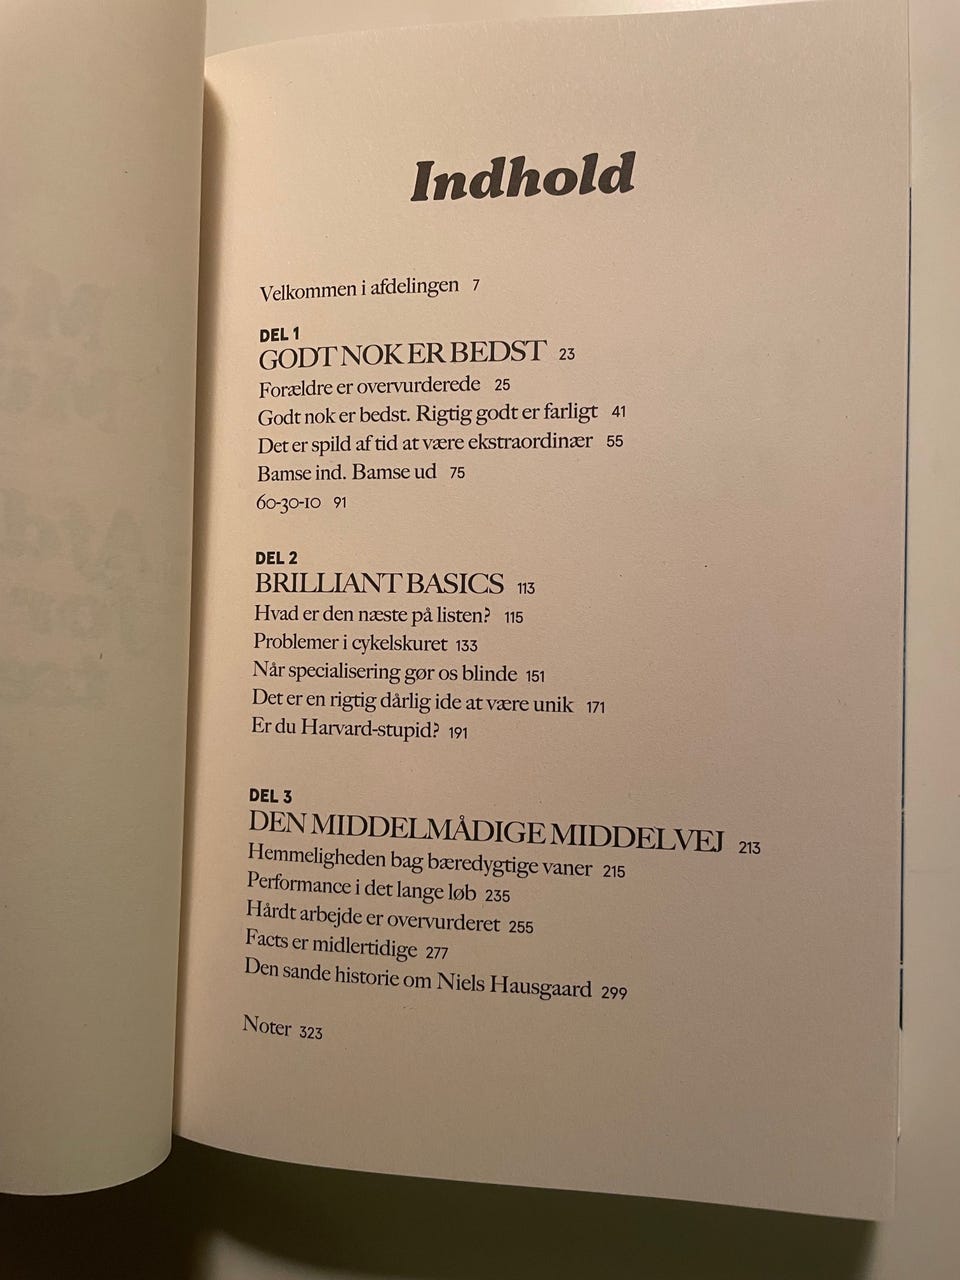 Indhold
Velkommen i afdelingen 7
DEL 1
GODT NOK ER BEDST 23
Forældre er overvurderede 25
Godt nok er bedst. Rigtig godt er farligt 41
Det er spild af tid at være ekstraordinær 55
Bamse ind. Bamse ud 75
60-30-10 91
DEL 2
BRILLIANT BASICS 113
Hvad er den næste på listen? 115
Problemer i cykelskuret 133
Når specialisering gør os blinde 151
Det er en rigtig dårlig ide at være unik 171
Er du Harvard-stupid? 191
DEL 3
DEN MIDDELMÅDIGE MIDDELVEJ 213
Hemmeligheden bag bæredygtige vaner 215
Performance i det lange løb 235
Hårdt arbejde er overvurderet 255
Facts er midlertidige 277
Den sande historie om Niels Hausgaard 299
Noter 323